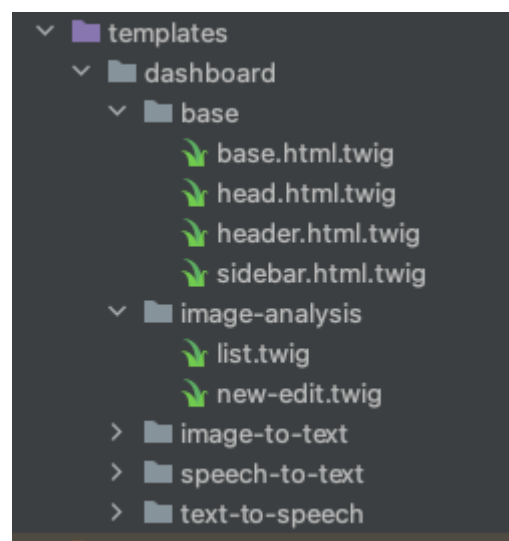 templates
dashboard
base
base.html.twig
head.html.twig
header.html.twig
sidebar.html.twig
image-analysis
list.twig
new-edit.twig
image-to-text
speech-to-text
text-to-speech